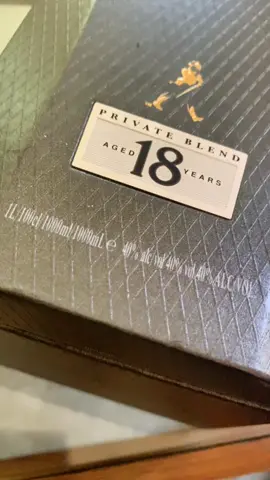 PRIVATE BLEND
AGED 18 YEARS
1L 100cl 1000ml 1000mL ℮ 40% alc vol 40% vol 40% ALC/VOL